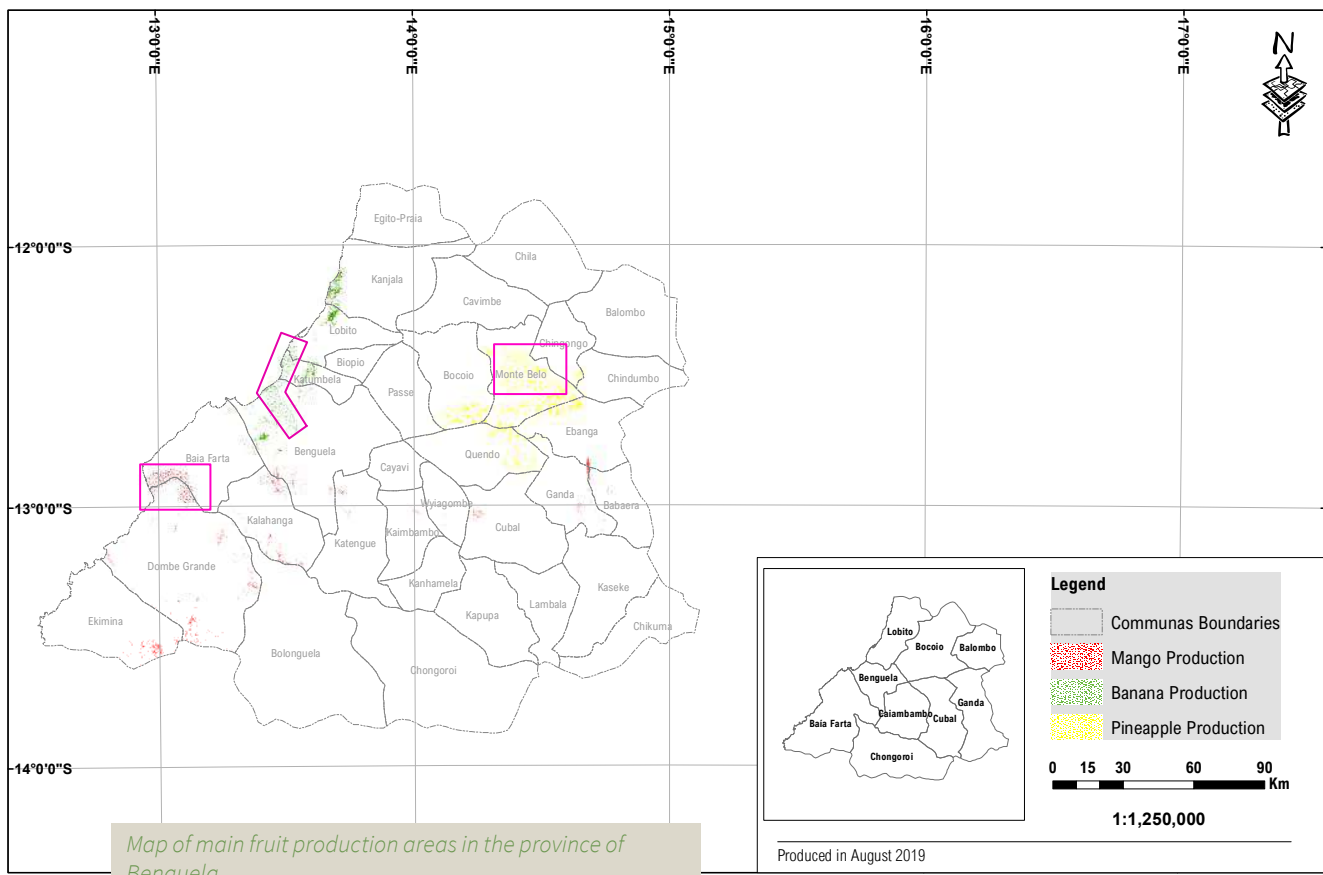 13°0'0"E
14°0'0"E
15°0'0"E
16°0'0"E
17°0'0"E
N
12°0'0"S
13°0'0"S
14°0'0"S
Egito-Praia
Chila
Kanjala
Cavimbe
Balombo
Lobito
Chingongo
Biopio
Bocoio
Monte Belo
Chindumbo
Katumbela
Passe
Ebanga
Benguela
Quendo
Baia Farta
Cayavi
Ganda
Babaera
Wyiagombe
Kalahanga
Kaimbambo
Cubal
Katengue
Dombe Grande
Kanhamela
Kaseke
Lambala
Kapupa
Ekimina
Chikuma
Bolonguela
Chongoroi
Lobito
Bocoio
Balombo
Benguela
Ganda
Caiambambo
Cubal
Baia Farta
Chongoroi
Legend
Communas Boundaries
Mango Production
Banana Production
Pineapple Production
0 15 30 60 90
Km
1:1,250,000
Produced in August 2019
Map of main fruit production areas in the province of
Benguela